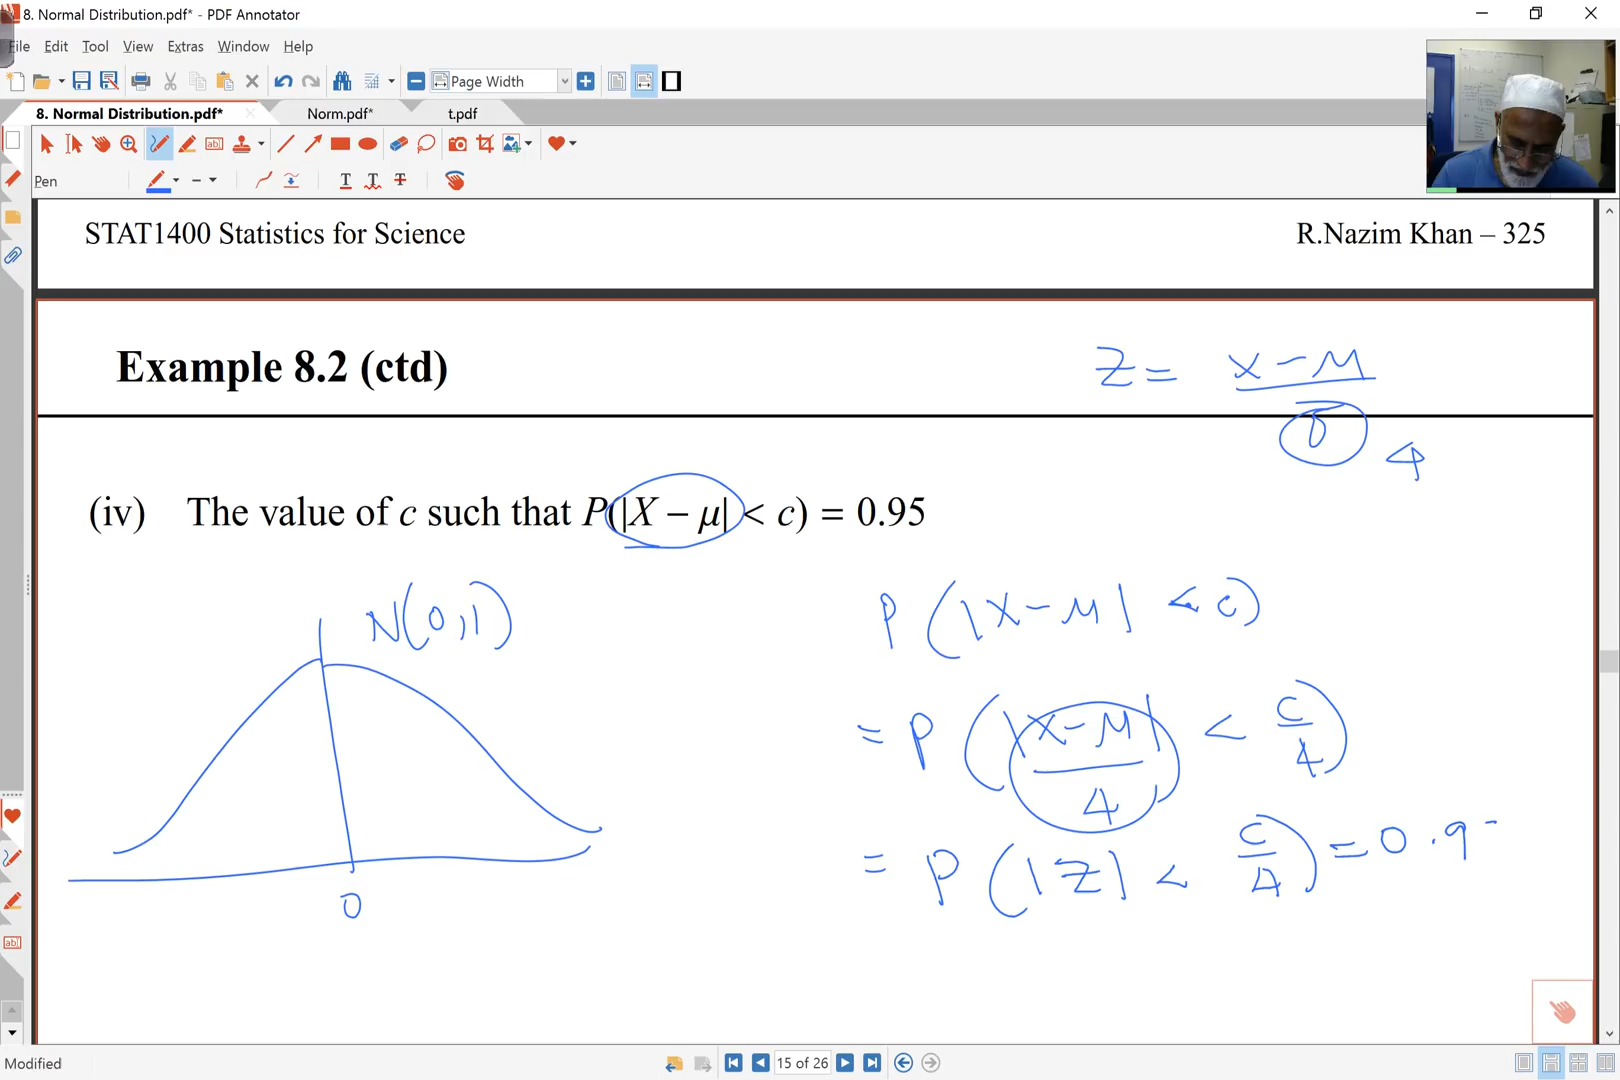 8. Normal Distribution.pdf* - PDF Annotator
File Edit Tool View Extras Window Help
Page Width
8. Normal Distribution.pdf* Norm.pdf* t.pdf
Pen
STAT1400 Statistics for Science R.Nazim Khan – 325
Example 8.2 (ctd)
Z = X − μ / σ 4
(iv) The value of c such that P(|X − μ| < c) = 0.95
N(0,1)
P(|X − μ| < c)
= P(|X − μ| / 4 < c/4)
= P(|Z| < c/4) = 0.9
0
Modified 15 of 26